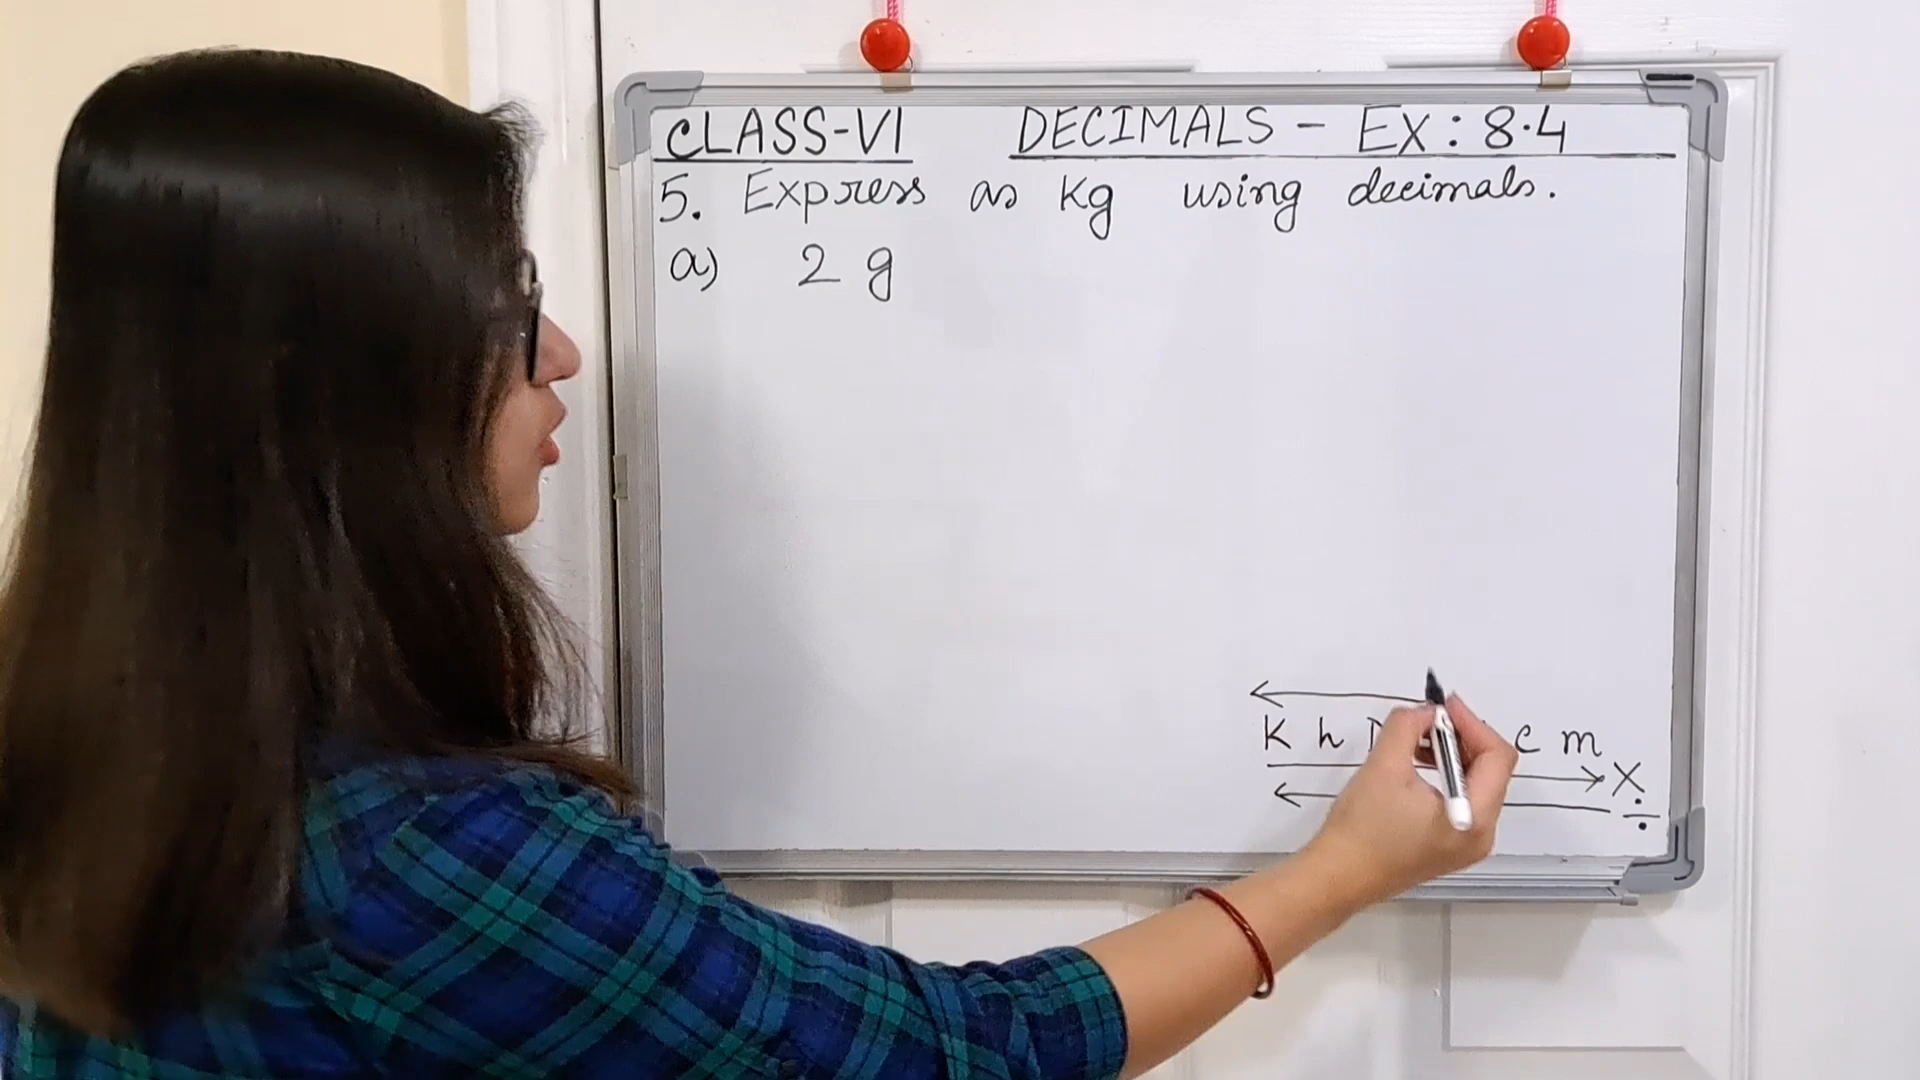 CLASS-VI DECIMALS - EX: 8.4
5. Express as Kg using decimals.
a) 2 g
K h D c m
X
÷